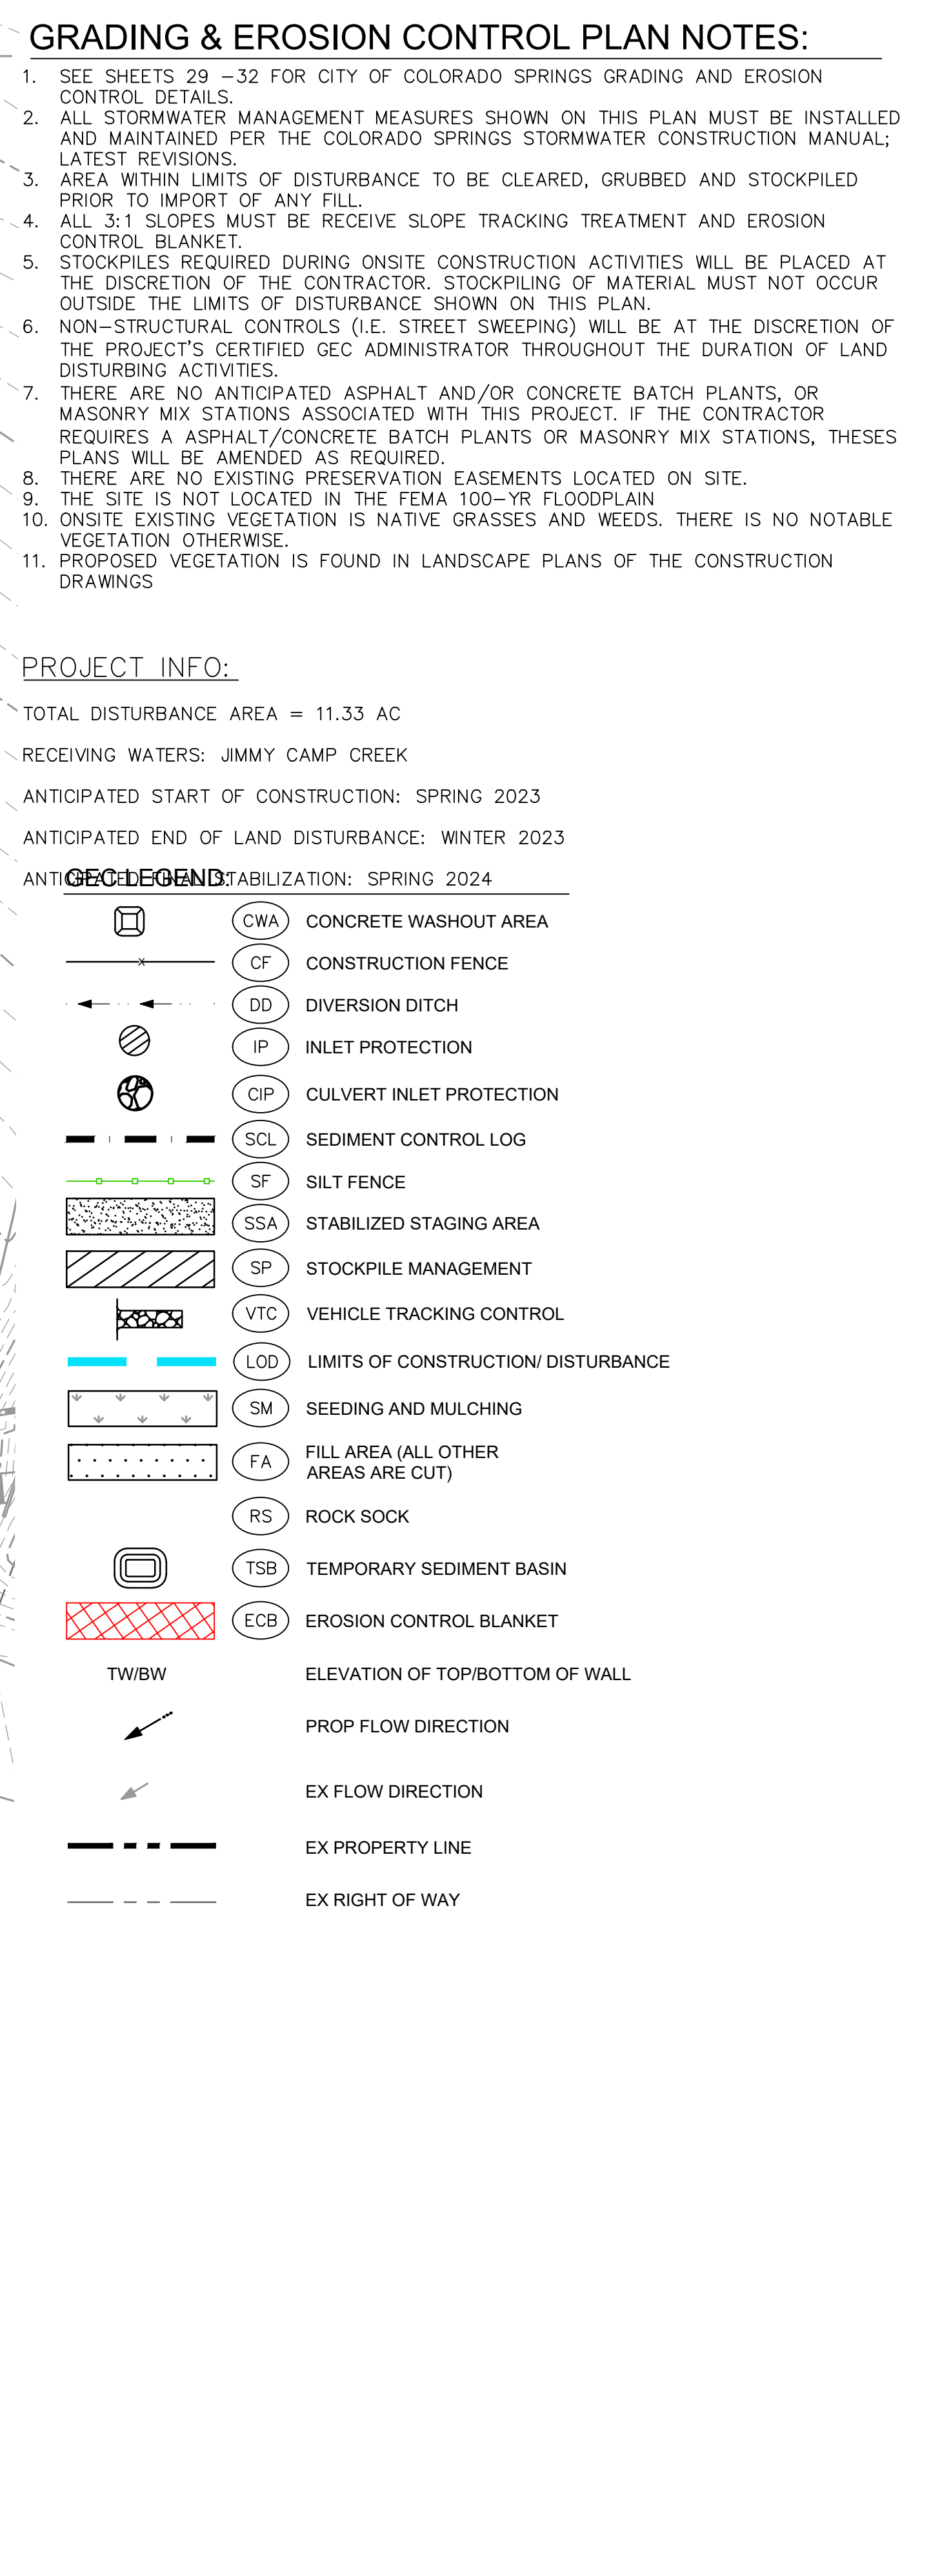 GRADING & EROSION CONTROL PLAN NOTES:
1. SEE SHEETS 29 –32 FOR CITY OF COLORADO SPRINGS GRADING AND EROSION
CONTROL DETAILS.
2. ALL STORMWATER MANAGEMENT MEASURES SHOWN ON THIS PLAN MUST BE INSTALLED
AND MAINTAINED PER THE COLORADO SPRINGS STORMWATER CONSTRUCTION MANUAL;
LATEST REVISIONS.
3. AREA WITHIN LIMITS OF DISTURBANCE TO BE CLEARED, GRUBBED AND STOCKPILED
PRIOR TO IMPORT OF ANY FILL.
4. ALL 3:1 SLOPES MUST BE RECEIVE SLOPE TRACKING TREATMENT AND EROSION
CONTROL BLANKET.
5. STOCKPILES REQUIRED DURING ONSITE CONSTRUCTION ACTIVITIES WILL BE PLACED AT
THE DISCRETION OF THE CONTRACTOR. STOCKPILING OF MATERIAL MUST NOT OCCUR
OUTSIDE THE LIMITS OF DISTURBANCE SHOWN ON THIS PLAN.
6. NON–STRUCTURAL CONTROLS (I.E. STREET SWEEPING) WILL BE AT THE DISCRETION OF
THE PROJECT'S CERTIFIED GEC ADMINISTRATOR THROUGHOUT THE DURATION OF LAND
DISTURBING ACTIVITIES.
7. THERE ARE NO ANTICIPATED ASPHALT AND/OR CONCRETE BATCH PLANTS, OR
MASONRY MIX STATIONS ASSOCIATED WITH THIS PROJECT. IF THE CONTRACTOR
REQUIRES A ASPHALT/CONCRETE BATCH PLANTS OR MASONRY MIX STATIONS, THESES
PLANS WILL BE AMENDED AS REQUIRED.
8. THERE ARE NO EXISTING PRESERVATION EASEMENTS LOCATED ON SITE.
9. THE SITE IS NOT LOCATED IN THE FEMA 100–YR FLOODPLAIN
10. ONSITE EXISTING VEGETATION IS NATIVE GRASSES AND WEEDS. THERE IS NO NOTABLE
VEGETATION OTHERWISE.
11. PROPOSED VEGETATION IS FOUND IN LANDSCAPE PLANS OF THE CONSTRUCTION
DRAWINGS
PROJECT INFO:
TOTAL DISTURBANCE AREA = 11.33 AC
RECEIVING WATERS: JIMMY CAMP CREEK
ANTICIPATED START OF CONSTRUCTION: SPRING 2023
ANTICIPATED END OF LAND DISTURBANCE: WINTER 2023
ANTICIPATED FINAL STABILIZATION: SPRING 2024
GEC LEGEND:
CWA CONCRETE WASHOUT AREA
x CF CONSTRUCTION FENCE
DD DIVERSION DITCH
IP INLET PROTECTION
CIP CULVERT INLET PROTECTION
SCL SEDIMENT CONTROL LOG
SF SILT FENCE
SSA STABILIZED STAGING AREA
SP STOCKPILE MANAGEMENT
VTC VEHICLE TRACKING CONTROL
LOD LIMITS OF CONSTRUCTION/ DISTURBANCE
SM SEEDING AND MULCHING
FA FILL AREA (ALL OTHER
AREAS ARE CUT)
RS ROCK SOCK
TSB TEMPORARY SEDIMENT BASIN
ECB EROSION CONTROL BLANKET
TW/BW ELEVATION OF TOP/BOTTOM OF WALL
PROP FLOW DIRECTION
EX FLOW DIRECTION
EX PROPERTY LINE
EX RIGHT OF WAY